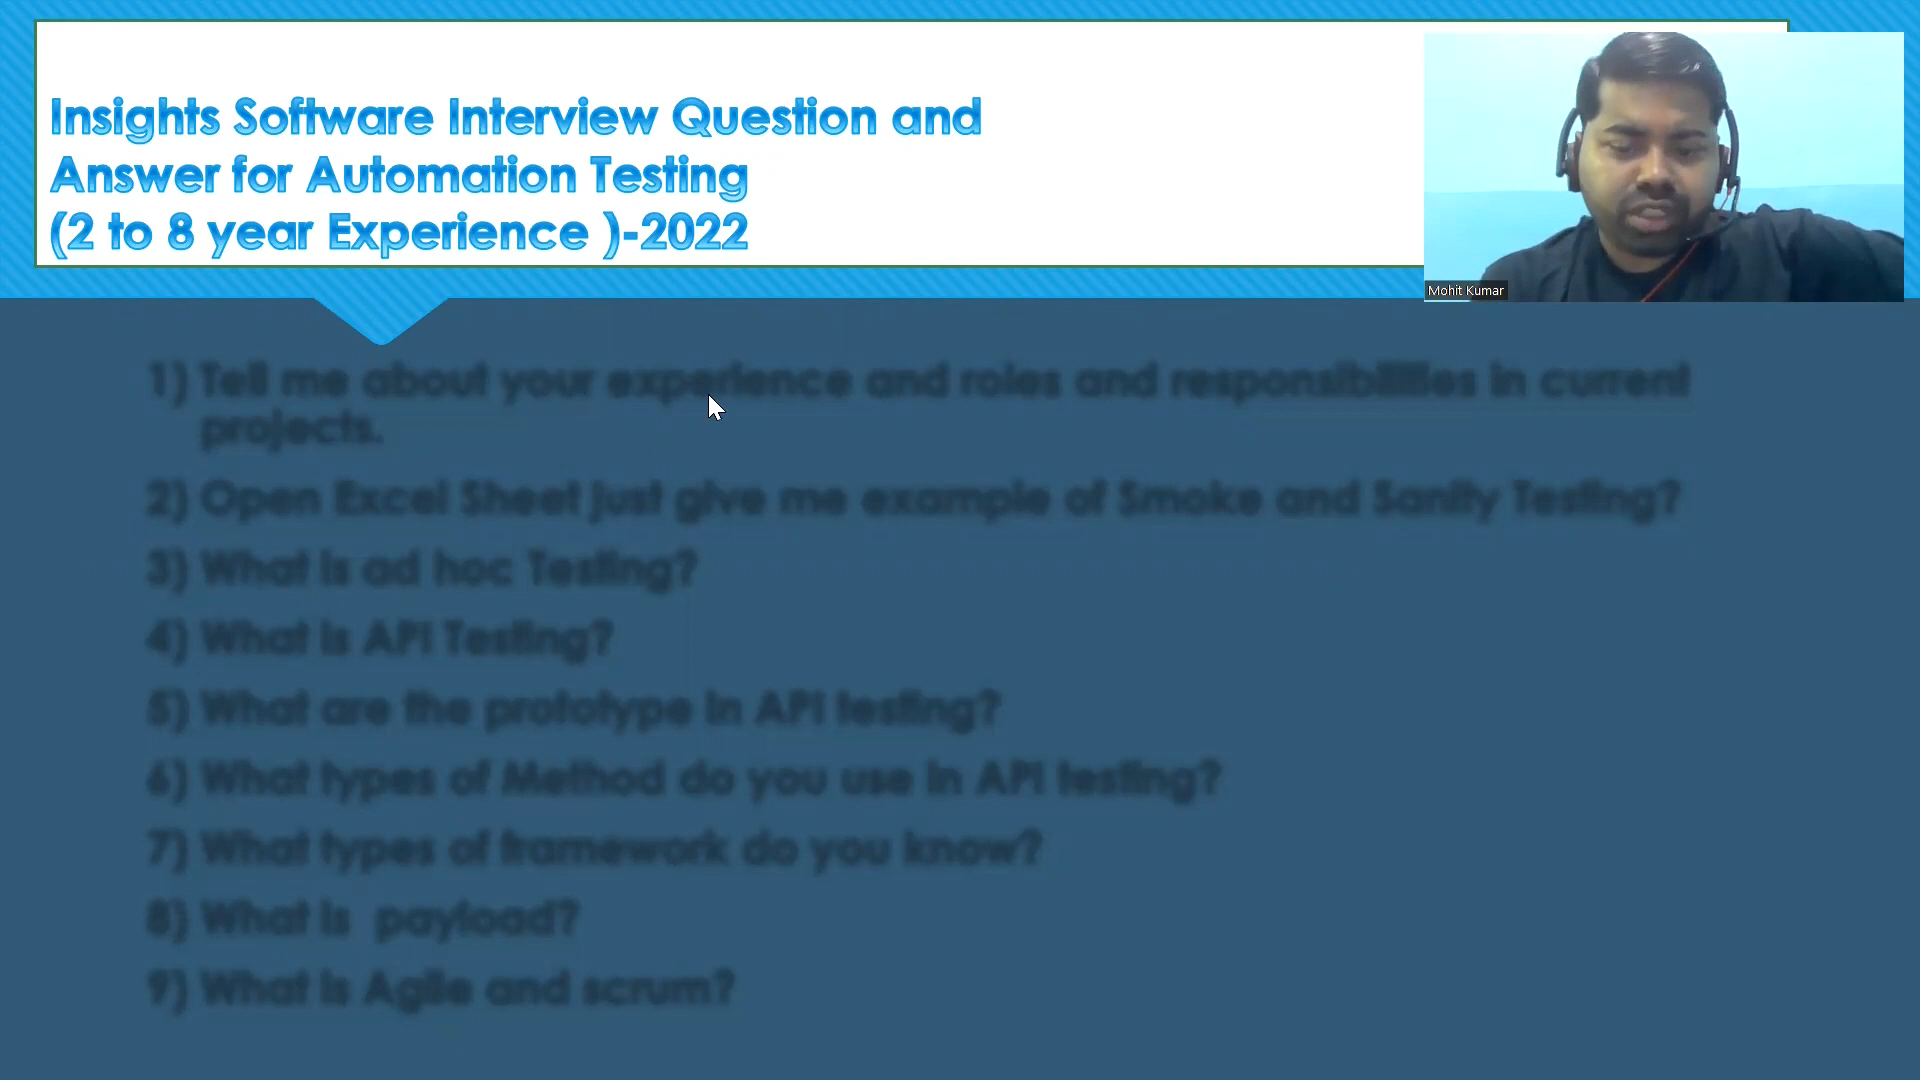 Insights Software Interview Question and
Answer for Automation Testing
(2 to 8 year Experience )-2022
Mohit Kumar
1) Tell me about your experience and roles and responsibilities in current
projects.
2) Open Excel Sheet just give me example of Smoke and Sanity Testing?
3) What is ad hoc Testing?
4) What is API Testing?
5) What are the prototype in API testing?
6) What types of Method do you use in API testing?
7) What types of framework do you know?
8) What is payload?
9) What is Agile and scrum?